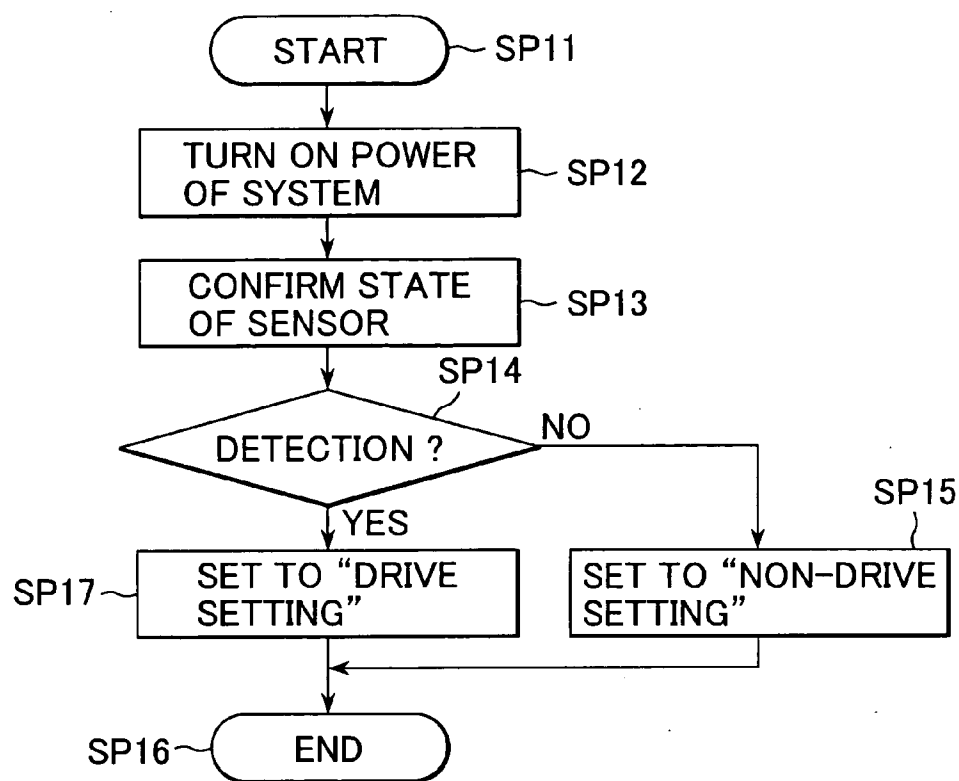 START
SP11
TURN ON POWER
OF SYSTEM
SP12
CONFIRM STATE
OF SENSOR
SP13
SP14
DETECTION ?
NO
YES
SP15
SP17
SET TO “DRIVE
SETTING”
SET TO “NON-DRIVE
SETTING”
SP16
END